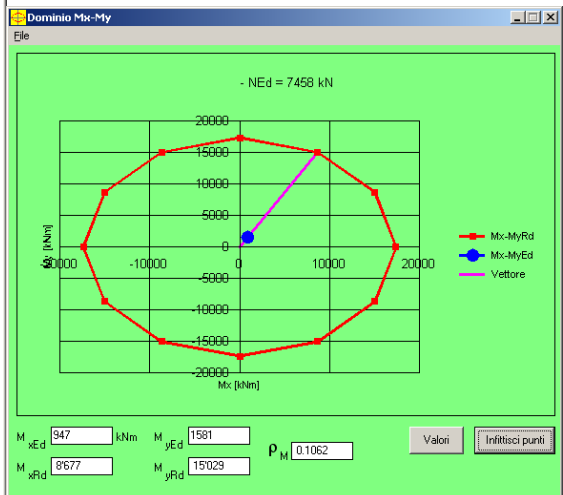 Dominio Mx-My
File
- NEd = 7458 kN
20000
15000
10000
5000
0
-5000
-10000
-15000
-20000
-20000 -10000 0 10000 20000
My [kNm]
Mx [kNm]
Mx-MyRd
Mx-MyEd
Vettore
M xEd 947 kNm M yEd 1581 ρ M 0.1062 Valori Infittisci punti
M xRd 8'677 M yRd 15'029